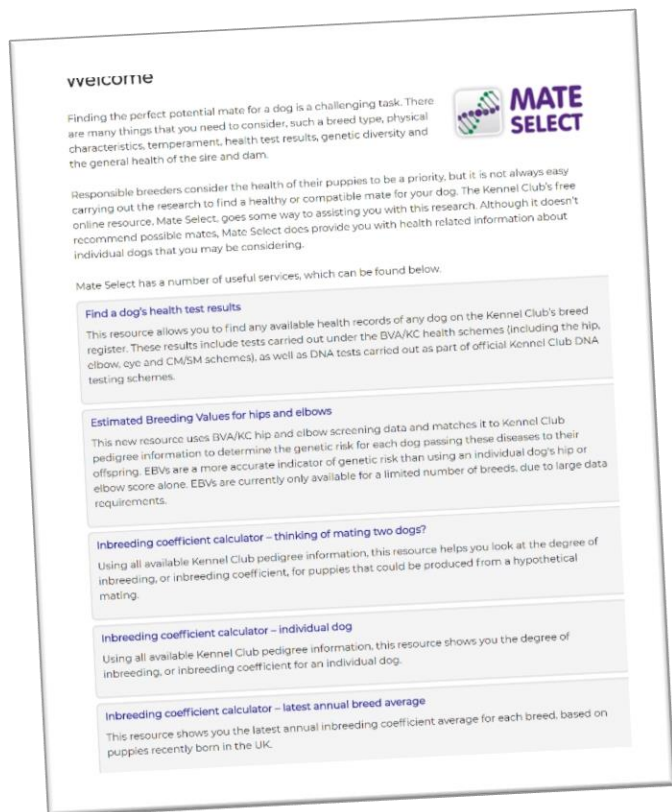 Welcome
MATE
SELECT
Finding the perfect potential mate for a dog is a challenging task. There
are many things that you need to consider, such a breed type, physical
characteristics, temperament, health test results, genetic diversity and
the general health of the sire and dam.
Responsible breeders consider the health of their puppies to be a priority, but it is not always easy
carrying out the research to find a healthy or compatible mate for your dog. The Kennel Club's free
online resource, Mate Select, goes some way to assisting you with this research. Although it doesn't
recommend possible mates, Mate Select does provide you with health related information about
individual dogs that you may be considering.
Mate Select has a number of useful services, which can be found below.
Find a dog's health test results
This resource allows you to find any available health records of any dog on the Kennel Club's breed
register. These results include tests carried out under the BVA/KC health schemes (including the hip,
elbow, eye and CM/SM schemes), as well as DNA tests carried out as part of official Kennel Club DNA
testing schemes.
Estimated Breeding Values for hips and elbows
This new resource uses BVA/KC hip and elbow screening data and matches it to Kennel Club
pedigree information to determine the genetic risk for each dog passing these diseases to their
offspring. EBVs are a more accurate indicator of genetic risk than using an individual dog's hip or
elbow score alone. EBVs are currently only available for a limited number of breeds, due to large data
requirements.
Inbreeding coefficient calculator – thinking of mating two dogs?
Using all available Kennel Club pedigree information, this resource helps you look at the degree of
inbreeding, or inbreeding coefficient, for puppies that could be produced from a hypothetical
mating.
Inbreeding coefficient calculator – individual dog
Using all available Kennel Club pedigree information, this resource shows you the degree of
inbreeding, or inbreeding coefficient for an individual dog.
Inbreeding coefficient calculator – latest annual breed average
This resource shows you the latest annual inbreeding coefficient average for each breed, based on
puppies recently born in the UK.